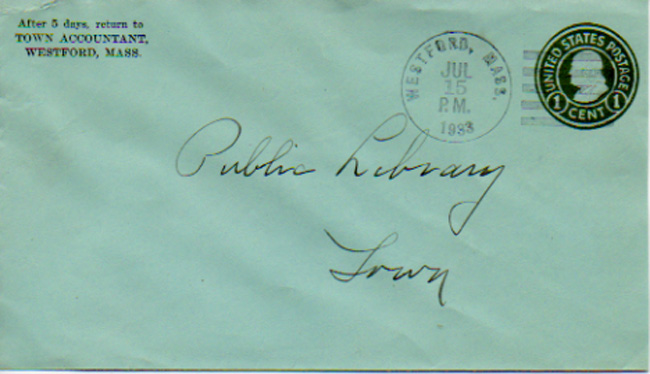 After 5 days, return to
TOWN ACCOUNTANT,
WESTFORD, MASS.
WESTFORD, MASS.
JUL
15
P.M.
1933
UNITED STATES POSTAGE
1 CENT 1
Public Library
Town